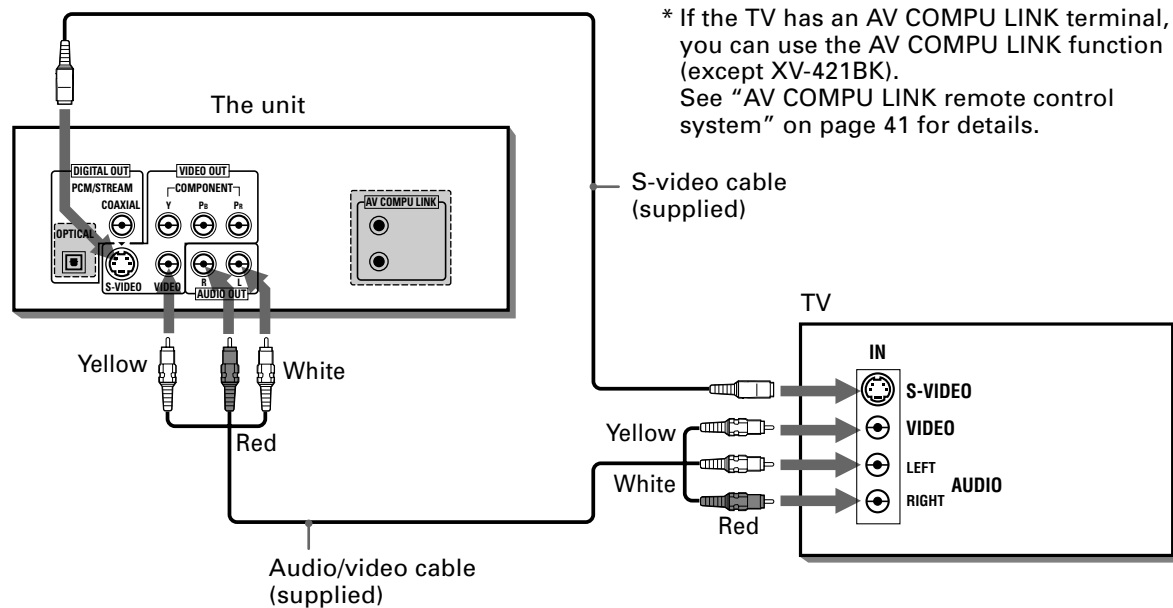 * If the TV has an AV COMPU LINK terminal,
you can use the AV COMPU LINK function
(except XV-421BK).
See “AV COMPU LINK remote control
system” on page 41 for details.
The unit
DIGITAL OUT
PCM/STREAM
COAXIAL
OPTICAL
VIDEO OUT
COMPONENT
Y PB PR
S-VIDEO VIDEO
R L
AUDIO OUT
AV COMPU LINK
S-video cable
(supplied)
Yellow
White
Red
TV
IN
S-VIDEO
VIDEO
LEFT
RIGHT
AUDIO
Yellow
White
Red
Audio/video cable
(supplied)